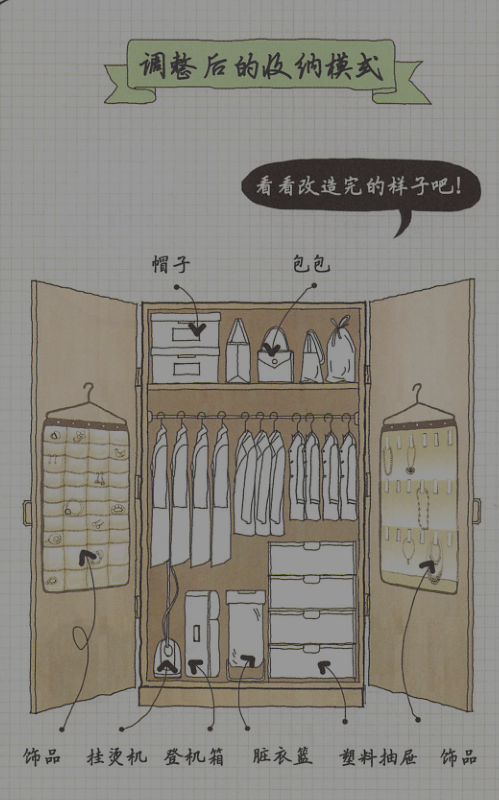 调整后的收纳模式
看看改造完的样子吧!
帽子
包包
饰品
挂烫机
登机箱
脏衣篮
塑料抽屉
饰品